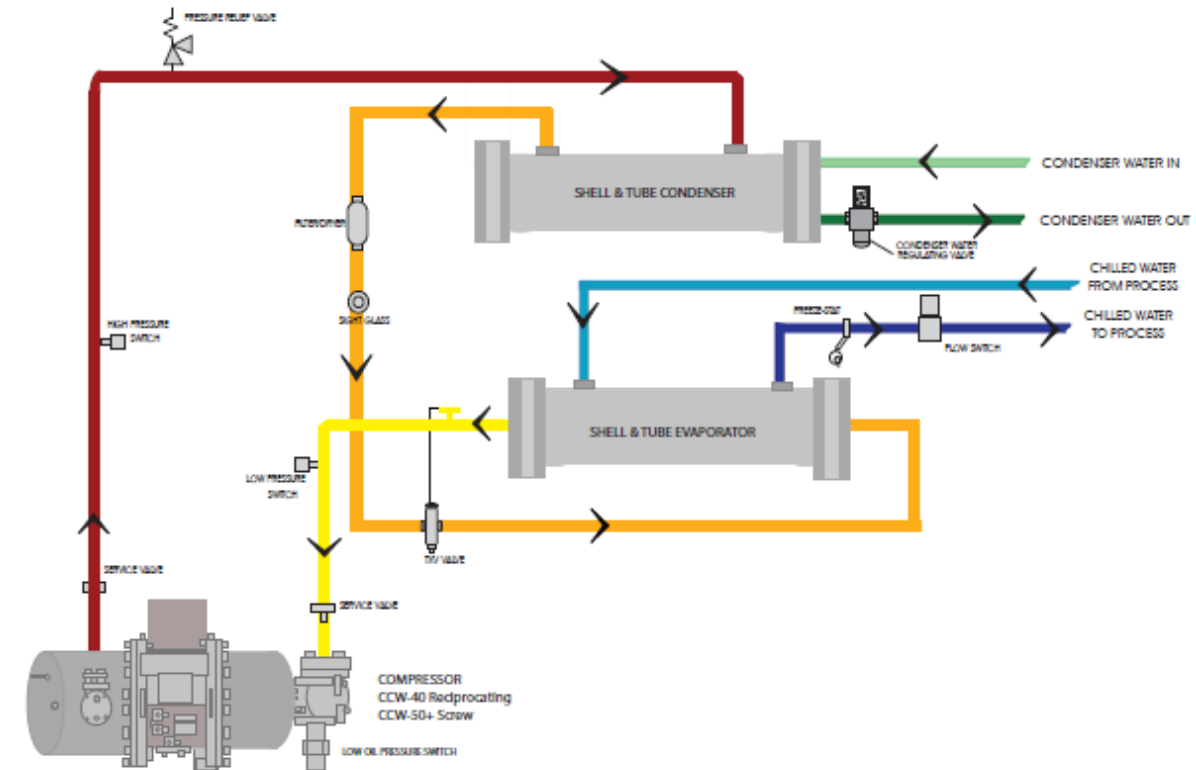 PRESSURE RELIEF VALVE
SHELL & TUBE CONDENSER
CONDENSER WATER IN
FILTER/DRYER
CONDENSER WATER OUT
CONDENSER WATER
REGULATING VALVE
CHILLED WATER
FROM PROCESS
SIGHT GLASS
FREEZE-STAT
CHILLED WATER
TO PROCESS
HIGH PRESSURE
SWITCH
FLOW SWITCH
SHELL & TUBE EVAPORATOR
LOW PRESSURE
SWITCH
TXV VALVE
SERVICE VALVE
SERVICE VALVE
COMPRESSOR
CCW-40 Reciprocating
CCW-50+ Screw
LOW OIL PRESSURE SWITCH